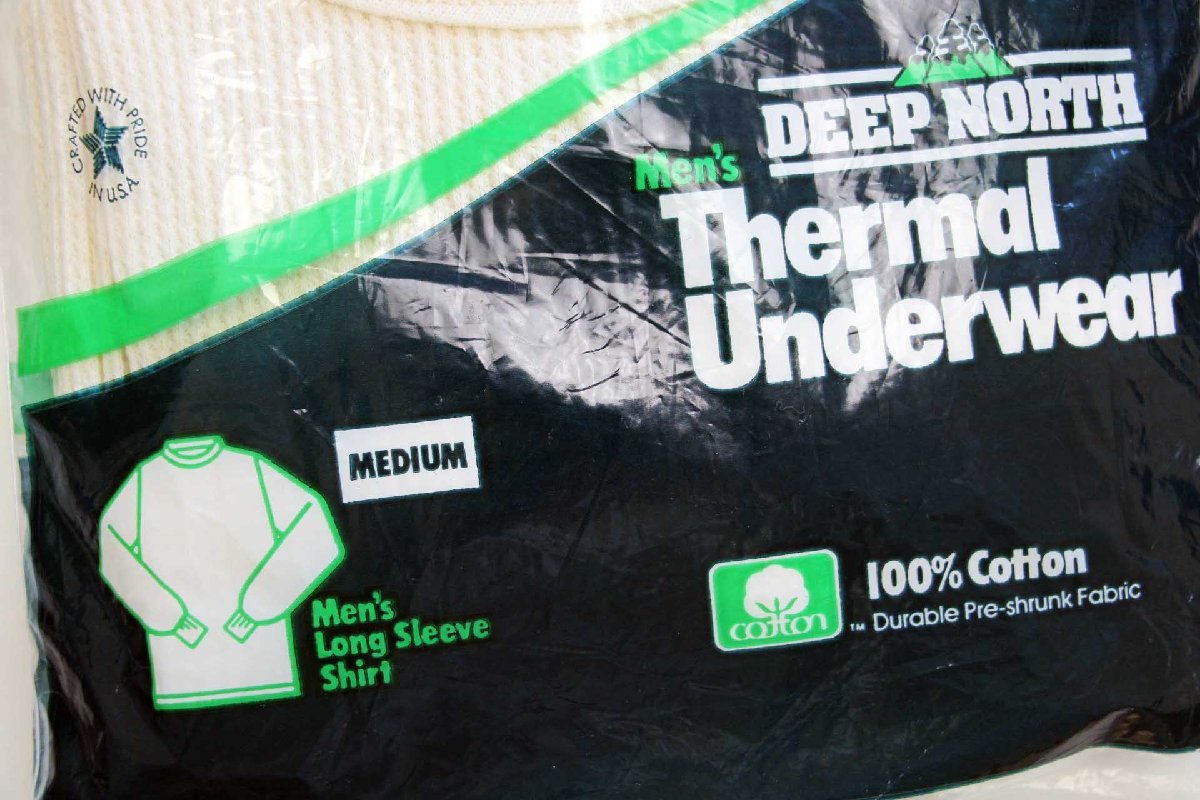 CRAFTED WITH PRIDE
IN U.S.A.
DEEP NORTH
Men's
Thermal
Underwear
MEDIUM
Men's
Long Sleeve
Shirt
cotton
™
100% Cotton
Durable Pre-shrunk Fabric